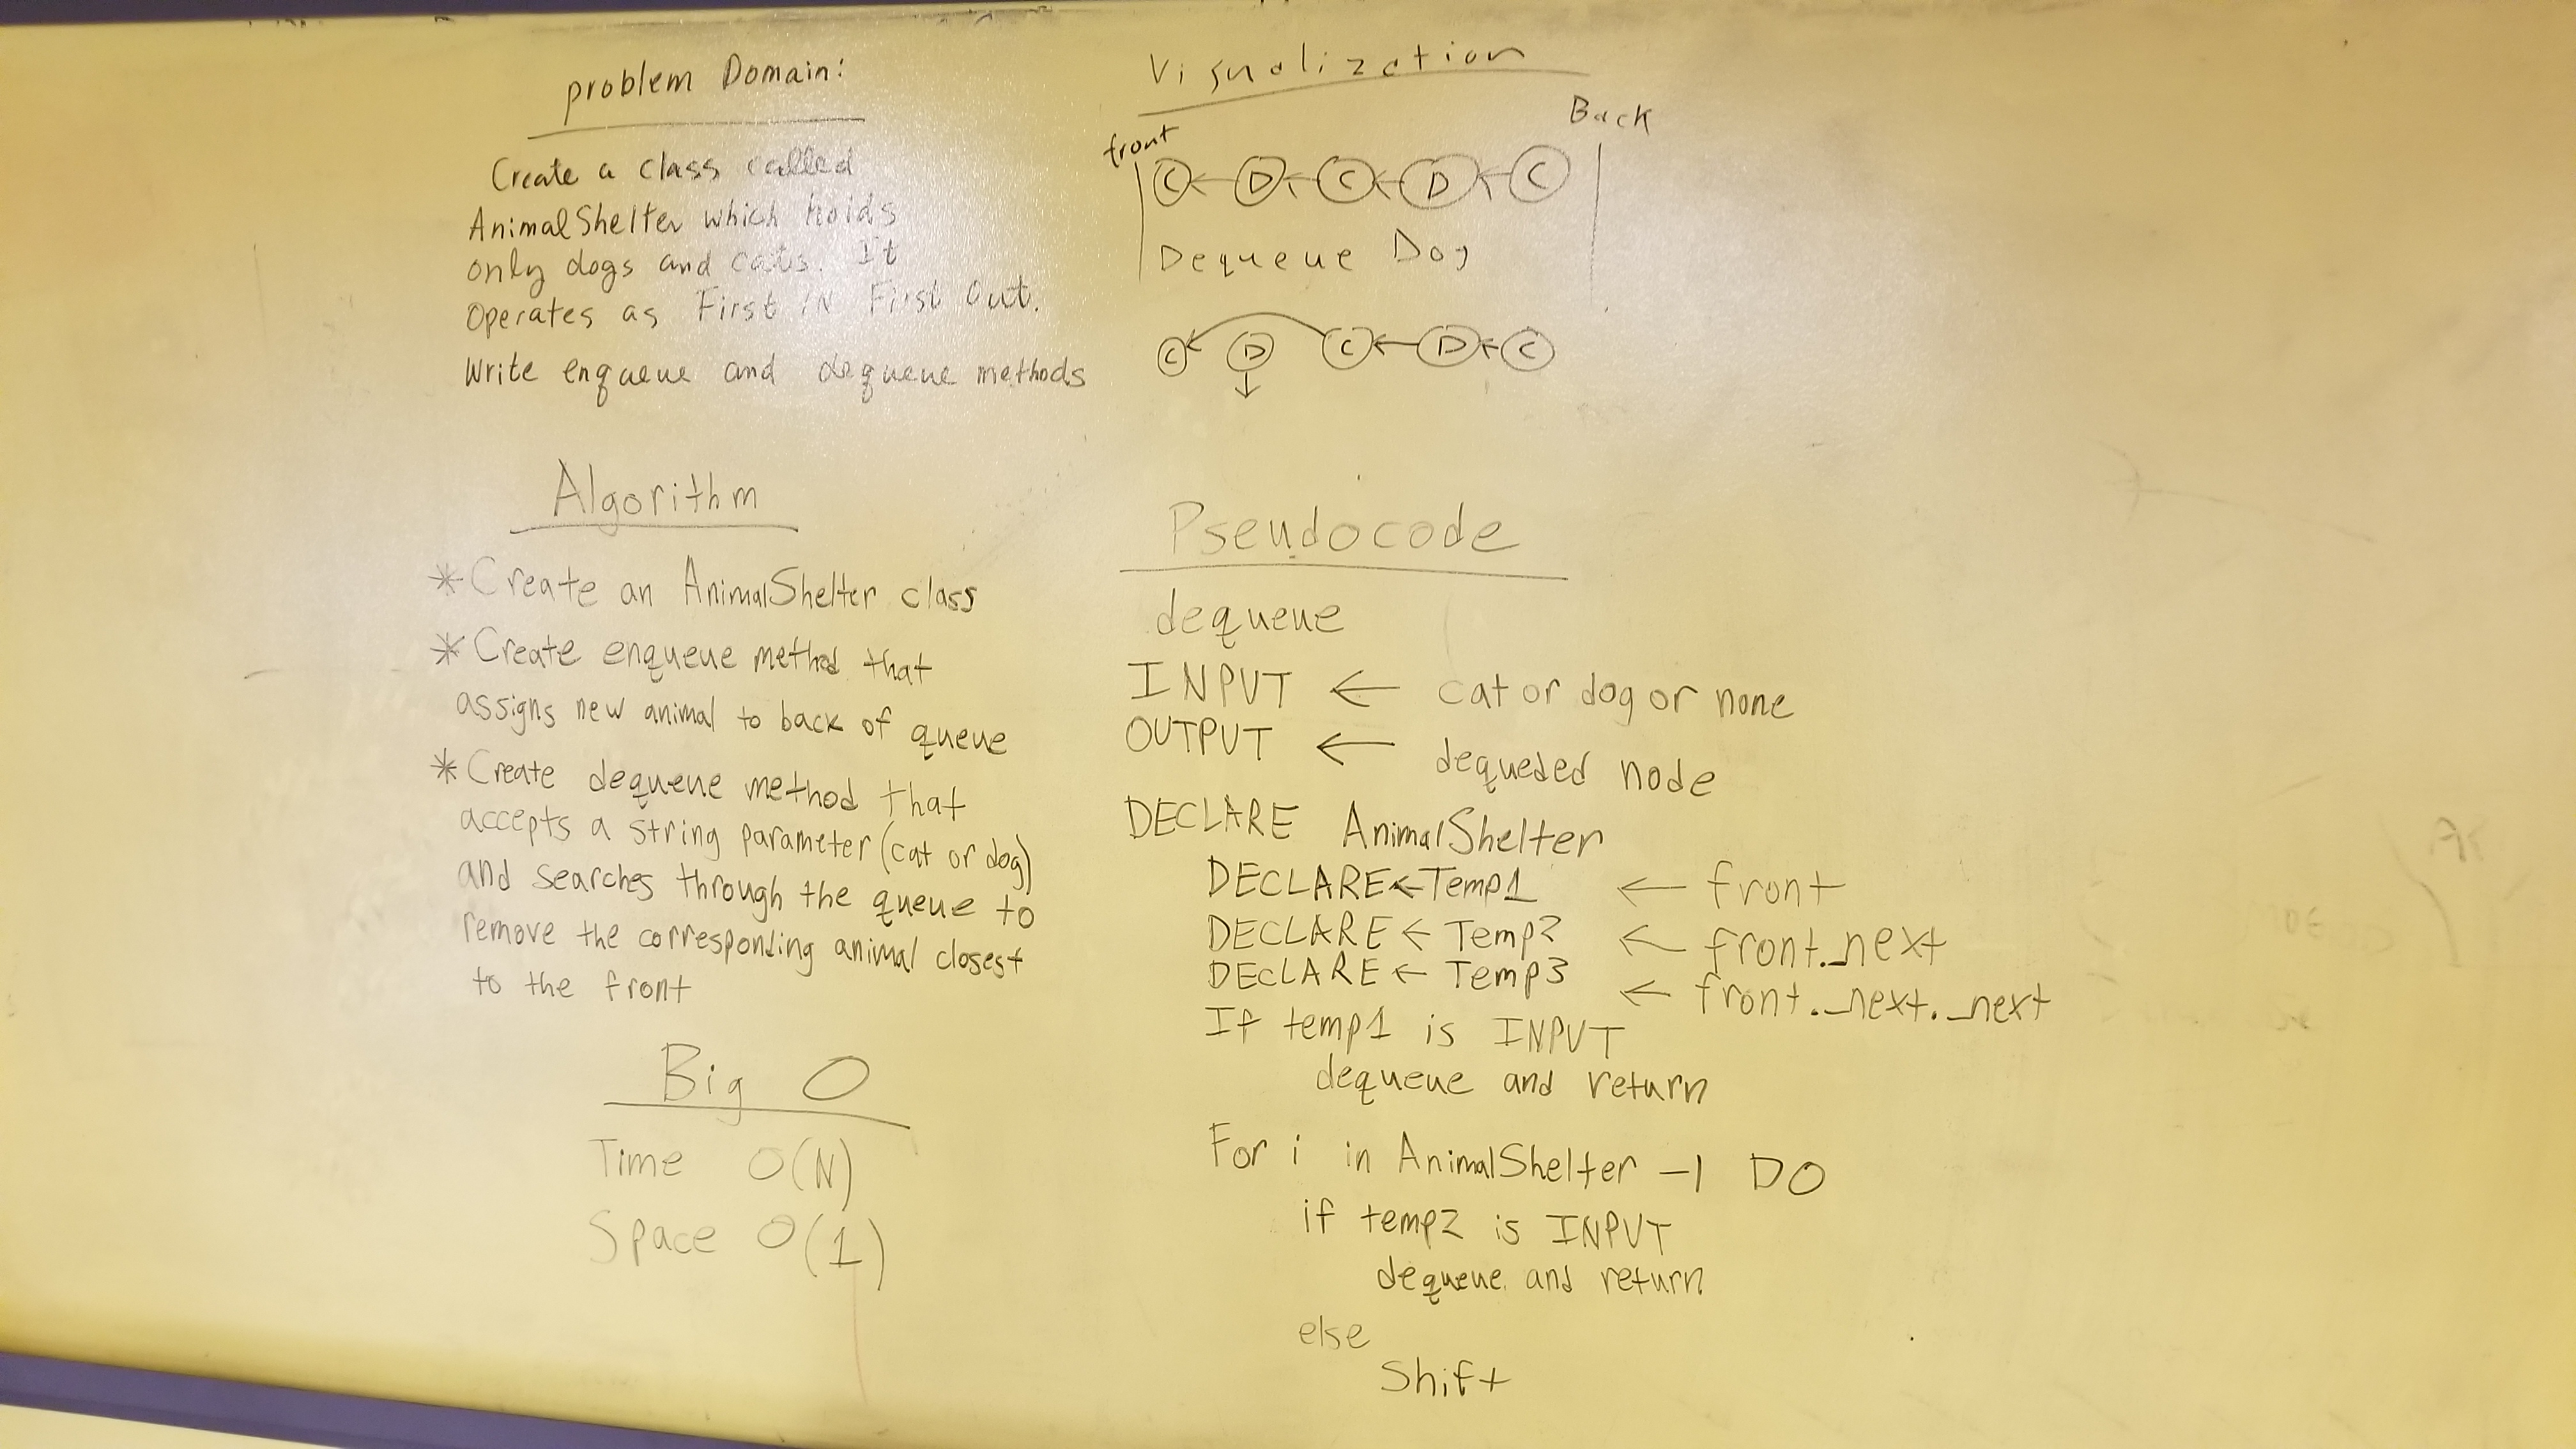 problem Domain:
Create a class called
AnimalShelter which holds
only dogs and cats. It
Operates as First IN First Out.
Write enqueue and dequeue methods
Visualization
front
Back
C ← D ← C ← D ← C
Dequeue Dog
C D C ← D ← C
Algorithm
* Create an AnimalShelter class
* Create enqueue method that
assigns new animal to back of queue
* Create dequeue method that
accepts a string parameter (cat or dog)
and searches through the queue to
remove the corresponding animal closest
to the front
Big O
Time O(N)
Space O(1)
Pseudocode
dequeue
INPUT ← cat or dog or none
OUTPUT ← dequeued node
DECLARE AnimalShelter
DECLARE ← Temp1 ← front
DECLARE ← Temp2 ← front._next
DECLARE ← Temp3 ← front._next._next
If temp1 is INPUT
dequeue and return
For i in AnimalShelter -1 DO
if temp2 is INPUT
dequeue and return
else
Shift